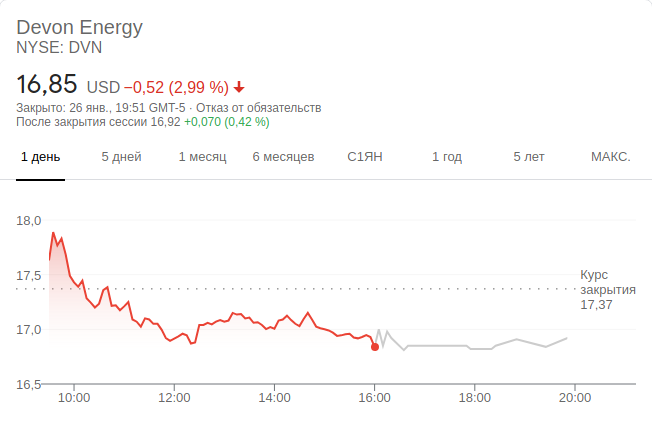 Devon Energy
NYSE: DVN
16,85 USD −0,52 (2,99 %)
Закрыто: 26 янв., 19:51 GMT-5 · Отказ от обязательств
После закрытия сессии 16,92 +0,070 (0,42 %)
1 день 5 дней 1 месяц 6 месяцев С1ЯН 1 год 5 лет МАКС.
18,0
17,5
17,0
16,5
Курс
закрытия
17,37
10:00 12:00 14:00 16:00 18:00 20:00